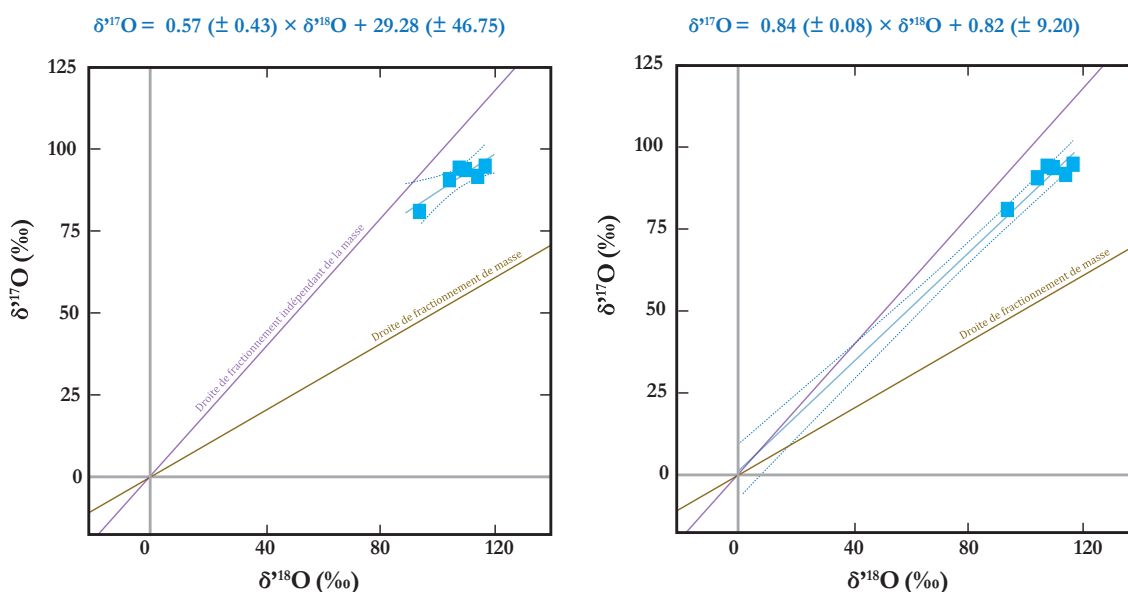 δ'¹⁷O = 0.57 (± 0.43) × δ'¹⁸O + 29.28 (± 46.75)
125
100
75
50
25
0
0
40
80
120
δ'¹⁷O (‰)
δ'¹⁸O (‰)
Droite de fractionnement indépendant de la masse
Droite de fractionnement de masse
δ'¹⁷O = 0.84 (± 0.08) × δ'¹⁸O + 0.82 (± 9.20)
125
100
75
50
25
0
0
40
80
120
δ'¹⁷O (‰)
δ'¹⁸O (‰)
Droite de fractionnement de masse